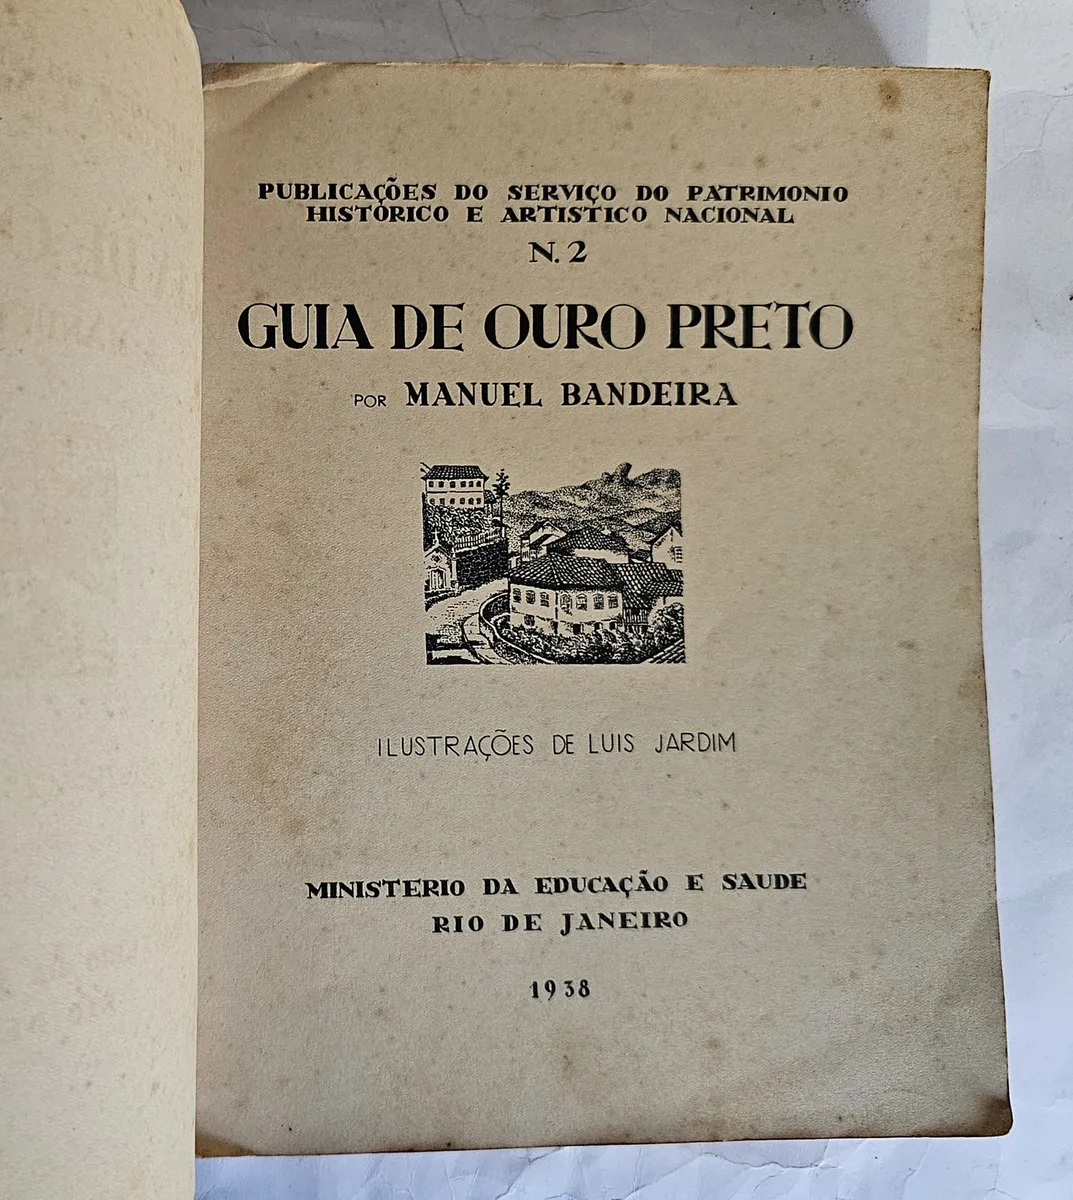 PUBLICAÇÕES DO SERVIÇO DO PATRIMONIO
HISTÓRICO E ARTISTICO NACIONAL
N. 2
GUIA DE OURO PRETO
POR MANUEL BANDEIRA
ILUSTRAÇÕES DE LUIS JARDIM
MINISTERIO DA EDUCAÇÃO E SAUDE
RIO DE JANEIRO
1938